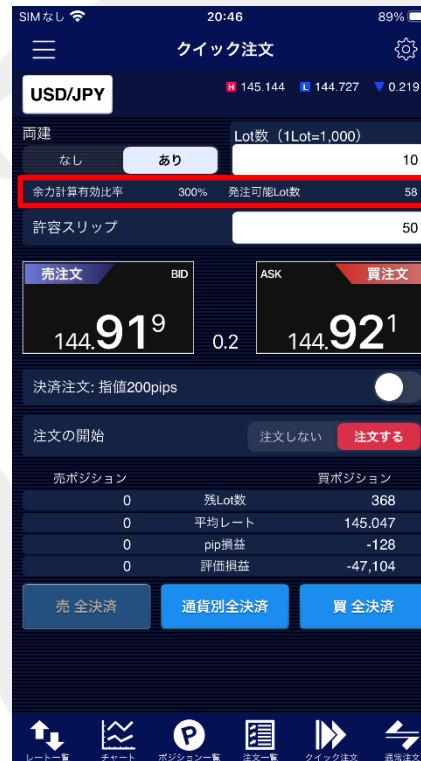 SIMなし 20:46 89%
クイック注文
USD/JPY H 145.144 L 144.727 ▼ 0.219
両建 Lot数（1Lot=1,000）
なし あり 10
余力計算有効比率 300% 発注可能Lot数 58
許容スリップ 50
売注文 BID ASK 買注文
144.919 0.2 144.921
決済注文: 指値200pips
注文の開始 注文しない 注文する
売ポジション 買ポジション
0 残Lot数 368
0 平均レート 145.047
0 pip損益 -128
0 評価損益 -47,104
売 全決済 通貨別全決済 買 全決済
レート一覧 チャート ポジション一覧 注文一覧 クイック注文 通常注文